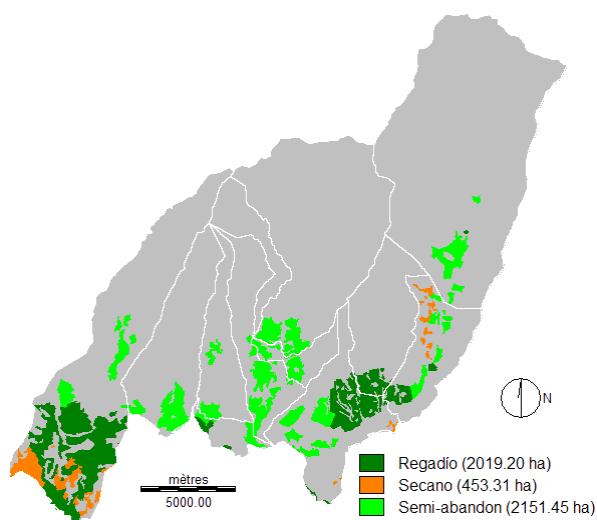 N
mètres
5000.00
Regadío (2019.20 ha)
Secano (453.31 ha)
Semi-abandon (2151.45 ha)